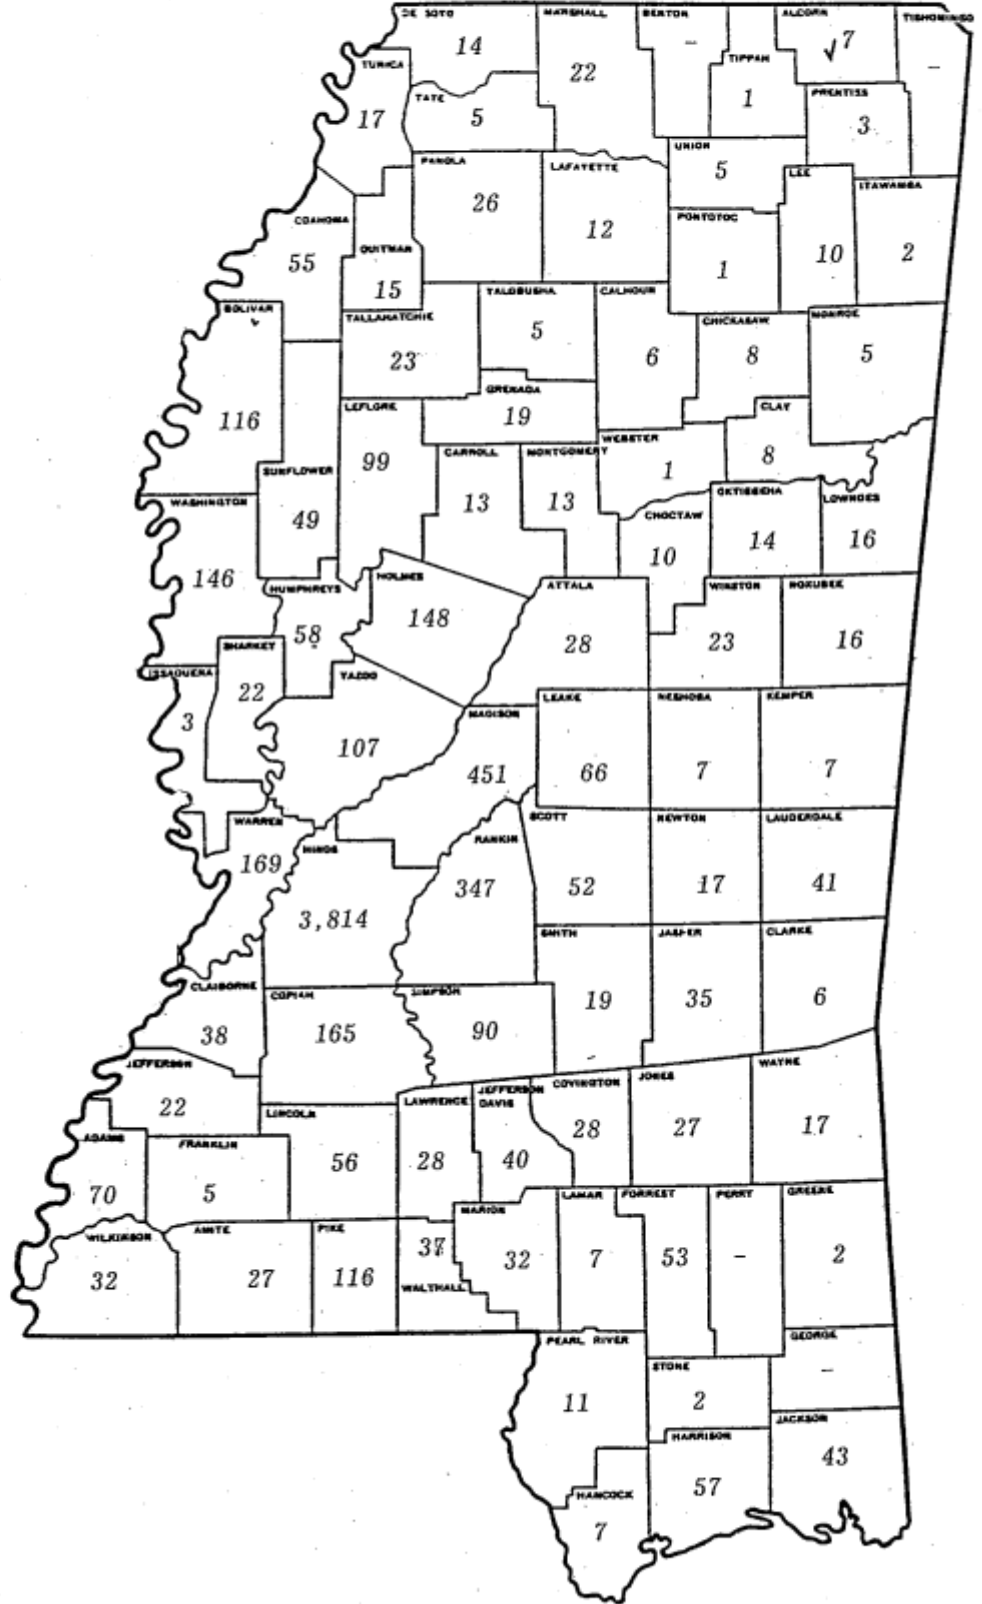 DE SOTO
14
MARSHALL
22
BENTON
-
TIPPAH
1
ALCORN
✓7
TISHOMINGO
-
TUNICA
17
TATE
5
PRENTISS
3
PANOLA
26
LAFAYETTE
12
UNION
5
LEE
10
ITAWAMBA
2
COAHOMA
55
QUITMAN
15
PONTOTOC
1
BOLIVAR
116
TALLAHATCHIE
23
YALOBUSHA
5
CALHOUN
6
CHICKASAW
8
MONROE
5
GRENADA
19
SUNFLOWER
49
LEFLORE
99
CARROLL
13
MONTGOMERY
13
WEBSTER
1
CLAY
8
WASHINGTON
146
CHOCTAW
10
OKTIBBEHA
14
LOWNDES
16
HUMPHREYS
58
HOLMES
148
ATTALA
28
WINSTON
23
NOXUBEE
16
ISSAQUENA
3
SHARKEY
22
YAZOO
107
MADISON
451
LEAKE
66
NESHOBA
7
KEMPER
7
WARREN
169
HINDS
3,814
RANKIN
347
SCOTT
52
NEWTON
17
LAUDERDALE
41
CLAIBORNE
38
COPIAH
165
SIMPSON
90
SMITH
19
JASPER
35
CLARKE
6
JEFFERSON
22
LINCOLN
56
LAWRENCE
28
JEFFERSON
DAVIS
40
COVINGTON
28
JONES
27
WAYNE
17
ADAMS
70
FRANKLIN
5
WILKINSON
32
AMITE
27
PIKE
116
37
WALTHALL
MARION
32
LAMAR
7
FORREST
53
PERRY
-
GREENE
2
PEARL RIVER
11
STONE
2
GEORGE
-
HANCOCK
7
HARRISON
57
JACKSON
43